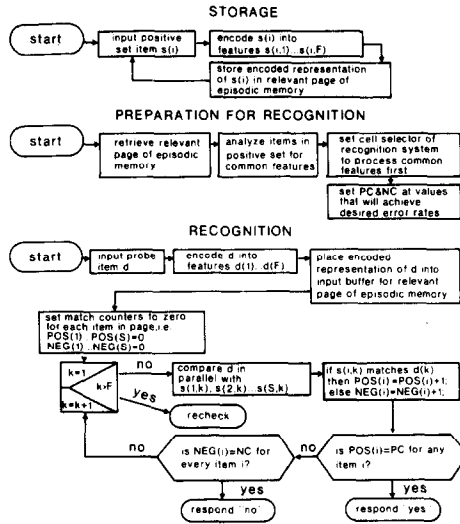 STORAGE
start
input positive
set item s(i)
encode s(i) into
features s(i,1)...s(i,F)
store encoded representation
of s(i) in relevant page of
episodic memory
PREPARATION FOR RECOGNITION
start
retrieve relevant
page of episodic
memory
analyze items in
positive set for
common features
set cell selector of
recognition system
to process common
features first
set PC&NC at values
that will achieve
desired error rates
RECOGNITION
start
input probe
item d
encode d into
features d(1)...d(F)
place encoded
representation of d into
input buffer for relevant
page of episodic memory
set match counters to zero
for each item in page,i.e.
POS(1)...POS(S)=0
NEG(1)...NEG(S)=0
k=1
k>F
k=k+1
no
yes
recheck
compare d in
parallel with
s(1,k), s(2,k)...s(S,k)
if s(i,k) matches d(k)
then POS(i)=POS(i)+1;
else NEG(i)=NEG(i)+1;
no
is NEG(i)=NC for
every item i?
no
is POS(i)=PC for any
item i?
yes
respond "no"
yes
respond "yes"